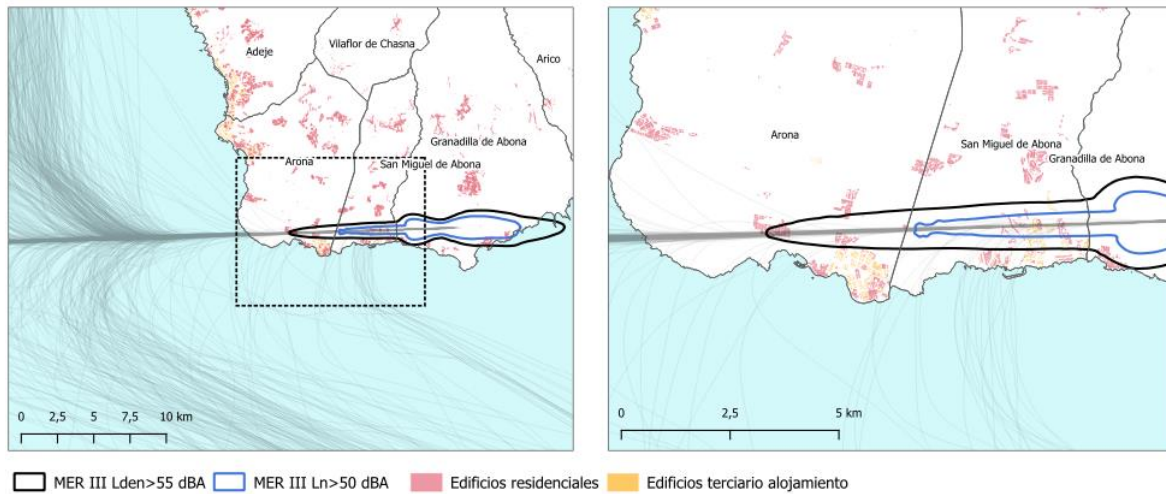 Vilaflor de Chasna
Adeje
Arico
Granadilla de Abona
Arona
San Miguel de Abona
0 2,5 5 7,5 10 km
Arona
San Miguel de Abona
Granadilla de Abona
0 2,5 5 km
MER III Lden>55 dBA MER III Ln>50 dBA Edificios residenciales Edificios terciario alojamiento